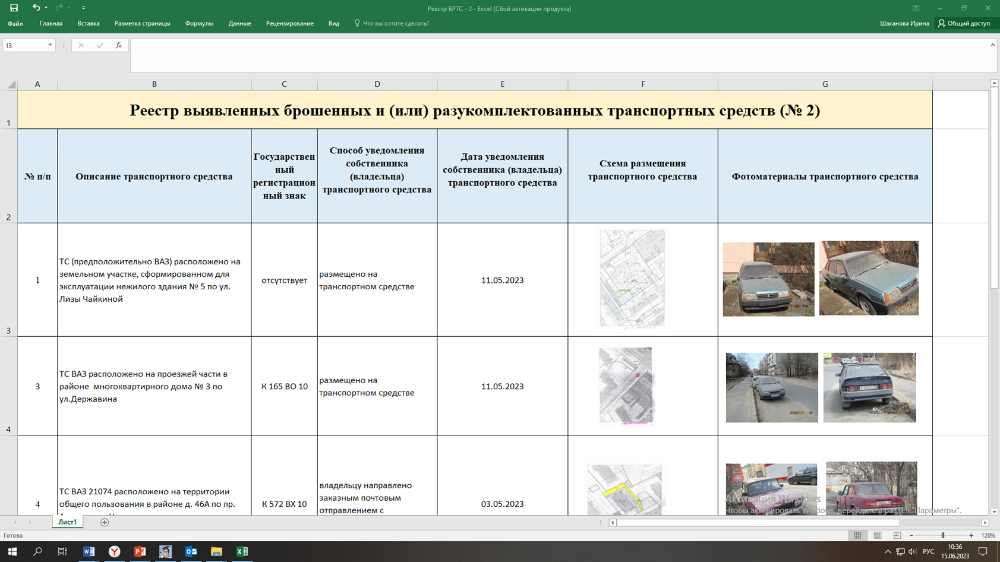 Реестр БРТС - 2 - Excel (Сбой активации продукта)
Файл Главная Вставка Разметка страницы Формулы Данные Рецензирование Вид Что вы хотите сделать? Шаханова Ирина Общий доступ
I3 fx
A B C D E F G
1 Реестр выявленных брошенных и (или) разукомплектованных транспортных средств (№ 2)
2
№ п/п
Описание транспортного средства
Государствен
ный
регистрацион
ный знак
Способ уведомления
собственника
(владельца)
транспортного средства
Дата уведомления
собственника (владельца)
транспортного средства
Схема размещения
транспортного средства
Фотоматериалы транспортного средства
3
1
ТС (предположительно ВАЗ) расположено на
земельном участке, сформированном для
эксплуатации нежилого здания № 5 по ул.
Лизы Чайкиной
отсутствует
размещено на
транспортном средстве
11.05.2023
4
3
ТС ВАЗ расположено на проезжей части в
районе  многоквартирного дома № 3 по
ул.Державина
К 165 ВО 10
размещено на
транспортном средстве
11.05.2023
4
ТС ВАЗ 21074 расположено на территории
общего пользования в районе д. 46А по пр.
К 572 ВХ 10
владельцу направлено
заказным почтовым
отправлением с
03.05.2023
Активация Windows
Чтобы активировать Windows, перейдите в раздел "Параметры".
Лист1
Готово 120%
РУС 10:36
15.06.2023